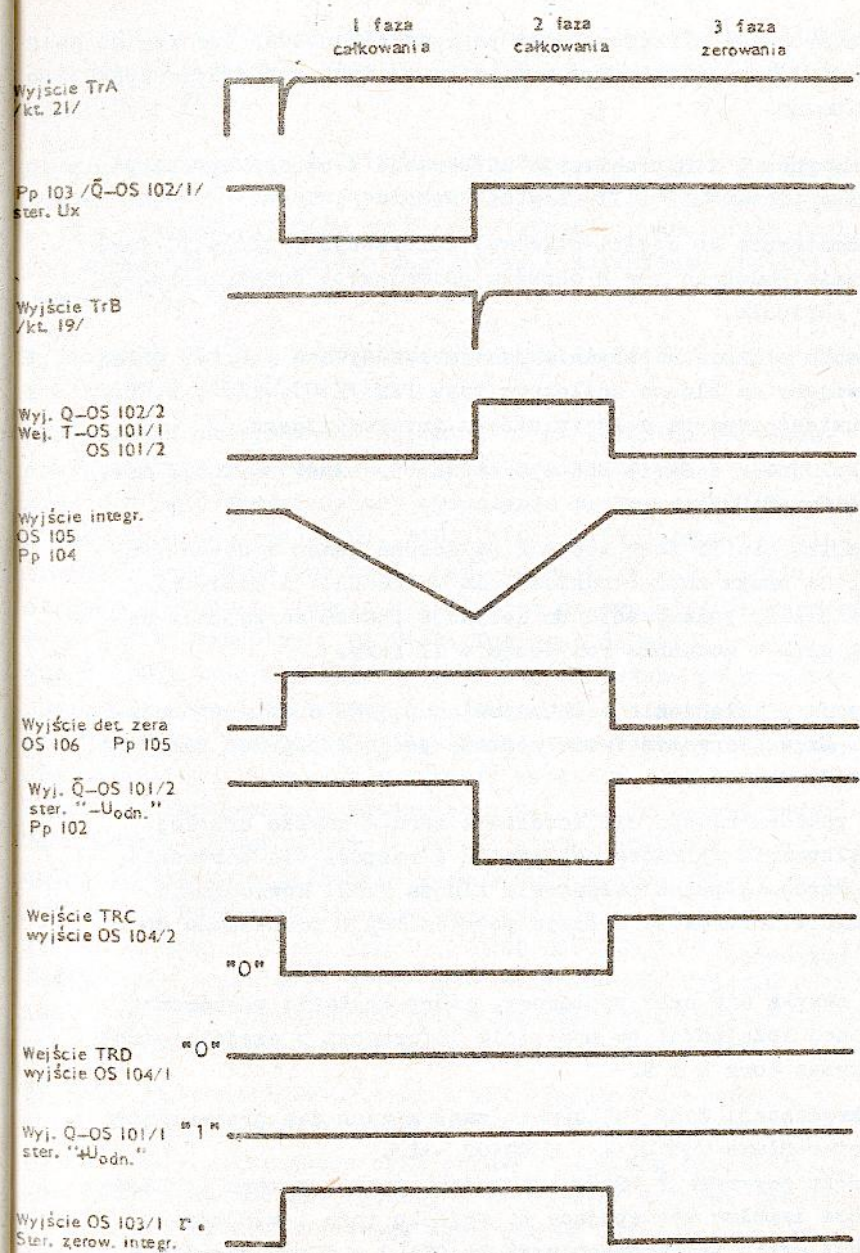 1 faza
całkowania
2 faza
całkowania
3 faza
zerowania
Wyjście TrA
/kt. 21/
Pp 103 /Q̄-OS 102/1/
ster. Ux
Wyjście TrB
/kt. 19/
Wyj. Q-OS 102/2
Wej. T-OS 101/1
OS 101/2
Wyjście integr.
OS 105
Pp 104
Wyjście det. zera
OS 106 Pp 105
Wyj. Q̄-OS 101/2
ster. "-Uodn."
Pp 102
Wejście TRC
wyjście OS 104/2
"O"
Wejście TRD "O"
wyjście OS 104/1
Wyj. Q-OS 101/1 "1"
ster. "+Uodn."
Wyjście OS 103/1
Ster. zerow. integr.